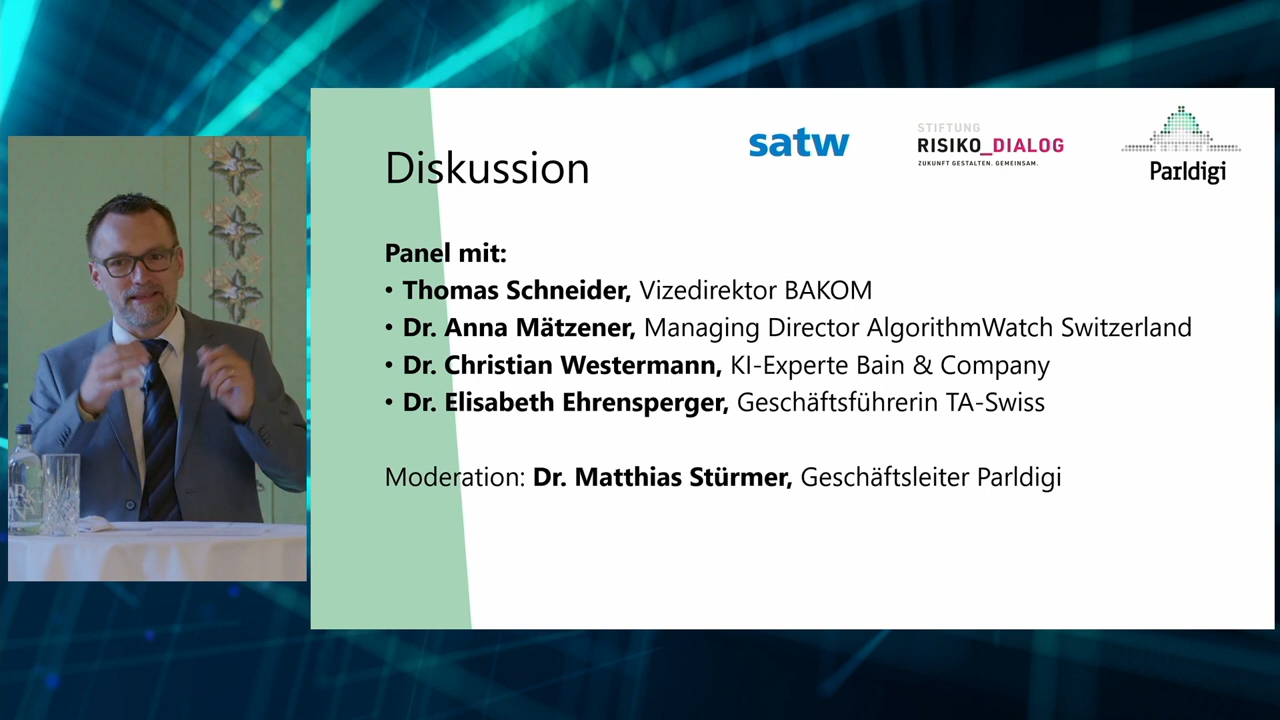 satw
STIFTUNG
RISIKO_DIALOG
ZUKUNFT GESTALTEN. GEMEINSAM.
Parldigi
Diskussion
Panel mit:
• Thomas Schneider, Vizedirektor BAKOM
• Dr. Anna Mätzener, Managing Director AlgorithmWatch Switzerland
• Dr. Christian Westermann, KI-Experte Bain & Company
• Dr. Elisabeth Ehrensperger, Geschäftsführerin TA-Swiss
Moderation: Dr. Matthias Stürmer, Geschäftsleiter Parldigi